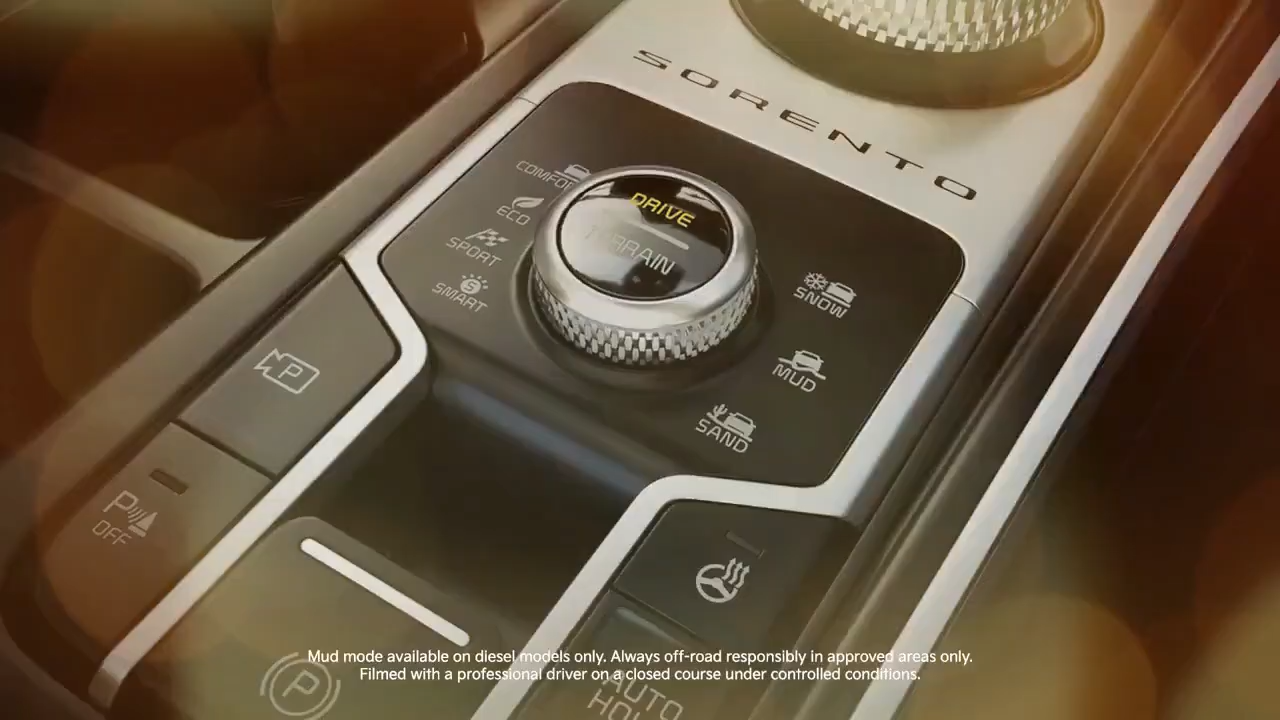 SORENTO
DRIVE
TERRAIN
COMFORT
ECO
SPORT
SMART
SNOW
MUD
SAND
P
P
OFF
Mud mode available on diesel models only. Always off-road responsibly in approved areas only.
Filmed with a professional driver on a closed course under controlled conditions.
P
AUTO
HOLD